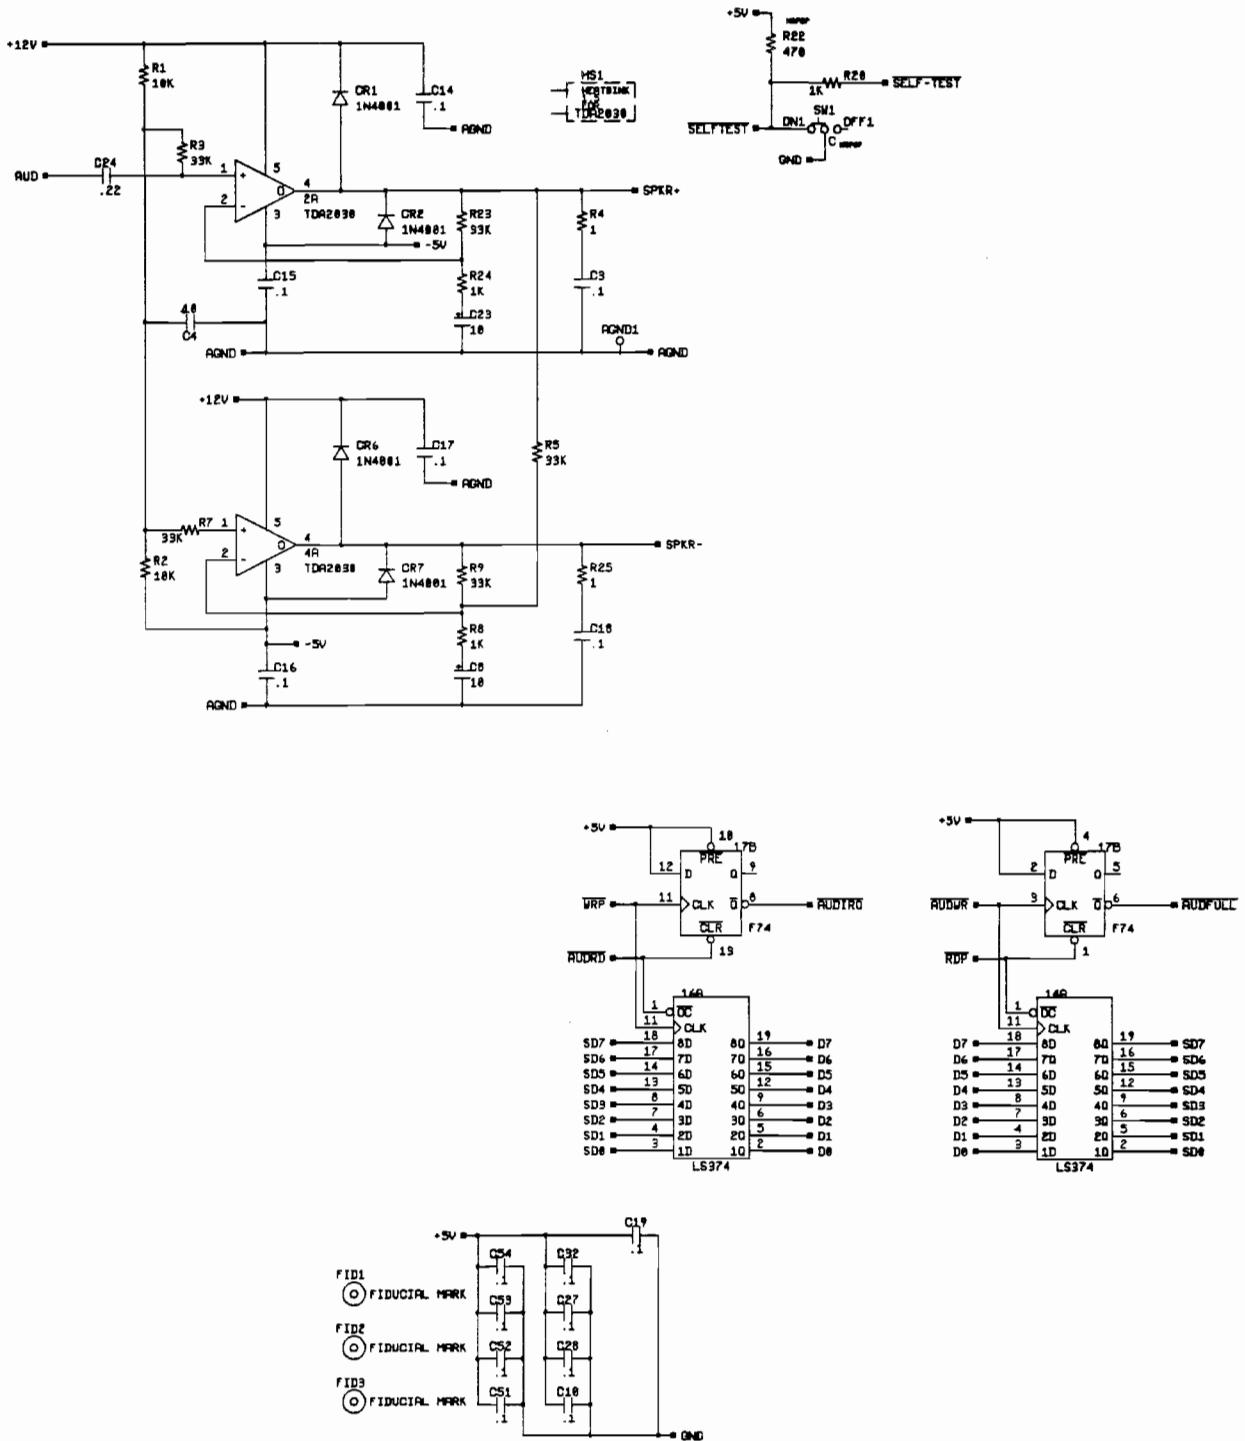 +12V
R1
10K
CR1
1N4001
C14
.1
AGND
HS1
HEATSINK
FOR
TDA2030
+5V
R22
470
R20
1K
SELF-TEST
SELFTEST
ON1
SW1
OFF1
C
GND
AUD
C24
.22
R3
33K
1
+
5
4
2A
TDA2030
2
-
3
O
CR2
1N4001
-5V
R23
33K
R4
1
SPKR+
R24
1K
C3
.1
C15
.1
C23
10
C4
AGND
AGND1
AGND
+12V
CR6
1N4001
C17
.1
AGND
R5
33K
R7
33K
1
+
5
4
4A
TDA2030
2
-
3
O
R2
10K
CR7
1N4001
R9
33K
R25
1
SPKR-
-5V
R8
1K
C18
.1
C16
.1
C8
10
AGND
+5V
10
17B
PRE
12
D
Q
9
WRP
11
CLK
Q
8
AUDIRQ
CLR
F74
AUDRD
13
16A
1
OC
11
CLK
SD7
18
8D
8Q
19
D7
SD6
17
7D
7Q
16
D6
SD5
14
6D
6Q
15
D5
SD4
13
5D
5Q
12
D4
SD3
8
4D
4Q
9
D3
SD2
7
3D
3Q
6
D2
SD1
4
2D
2Q
5
D1
SD0
3
1D
1Q
2
D0
LS374
+5V
4
17B
PRE
2
D
Q
5
AUDWR
3
CLK
Q
6
AUDFULL
CLR
F74
RDP
1
14A
1
OC
11
CLK
D7
18
8D
8Q
19
SD7
D6
17
7D
7Q
16
SD6
D5
14
6D
6Q
15
SD5
D4
13
5D
5Q
12
SD4
D3
8
4D
4Q
9
SD3
D2
7
3D
3Q
6
SD2
D1
4
2D
2Q
5
SD1
D0
3
1D
1Q
2
SD0
LS374
+5V
C19
.1
C54
.1
C32
.1
FID1
FIDUCIAL MARK
C53
.1
C27
.1
FID2
FIDUCIAL MARK
C52
.1
C28
.1
FID3
FIDUCIAL MARK
C51
.1
C10
.1
GND